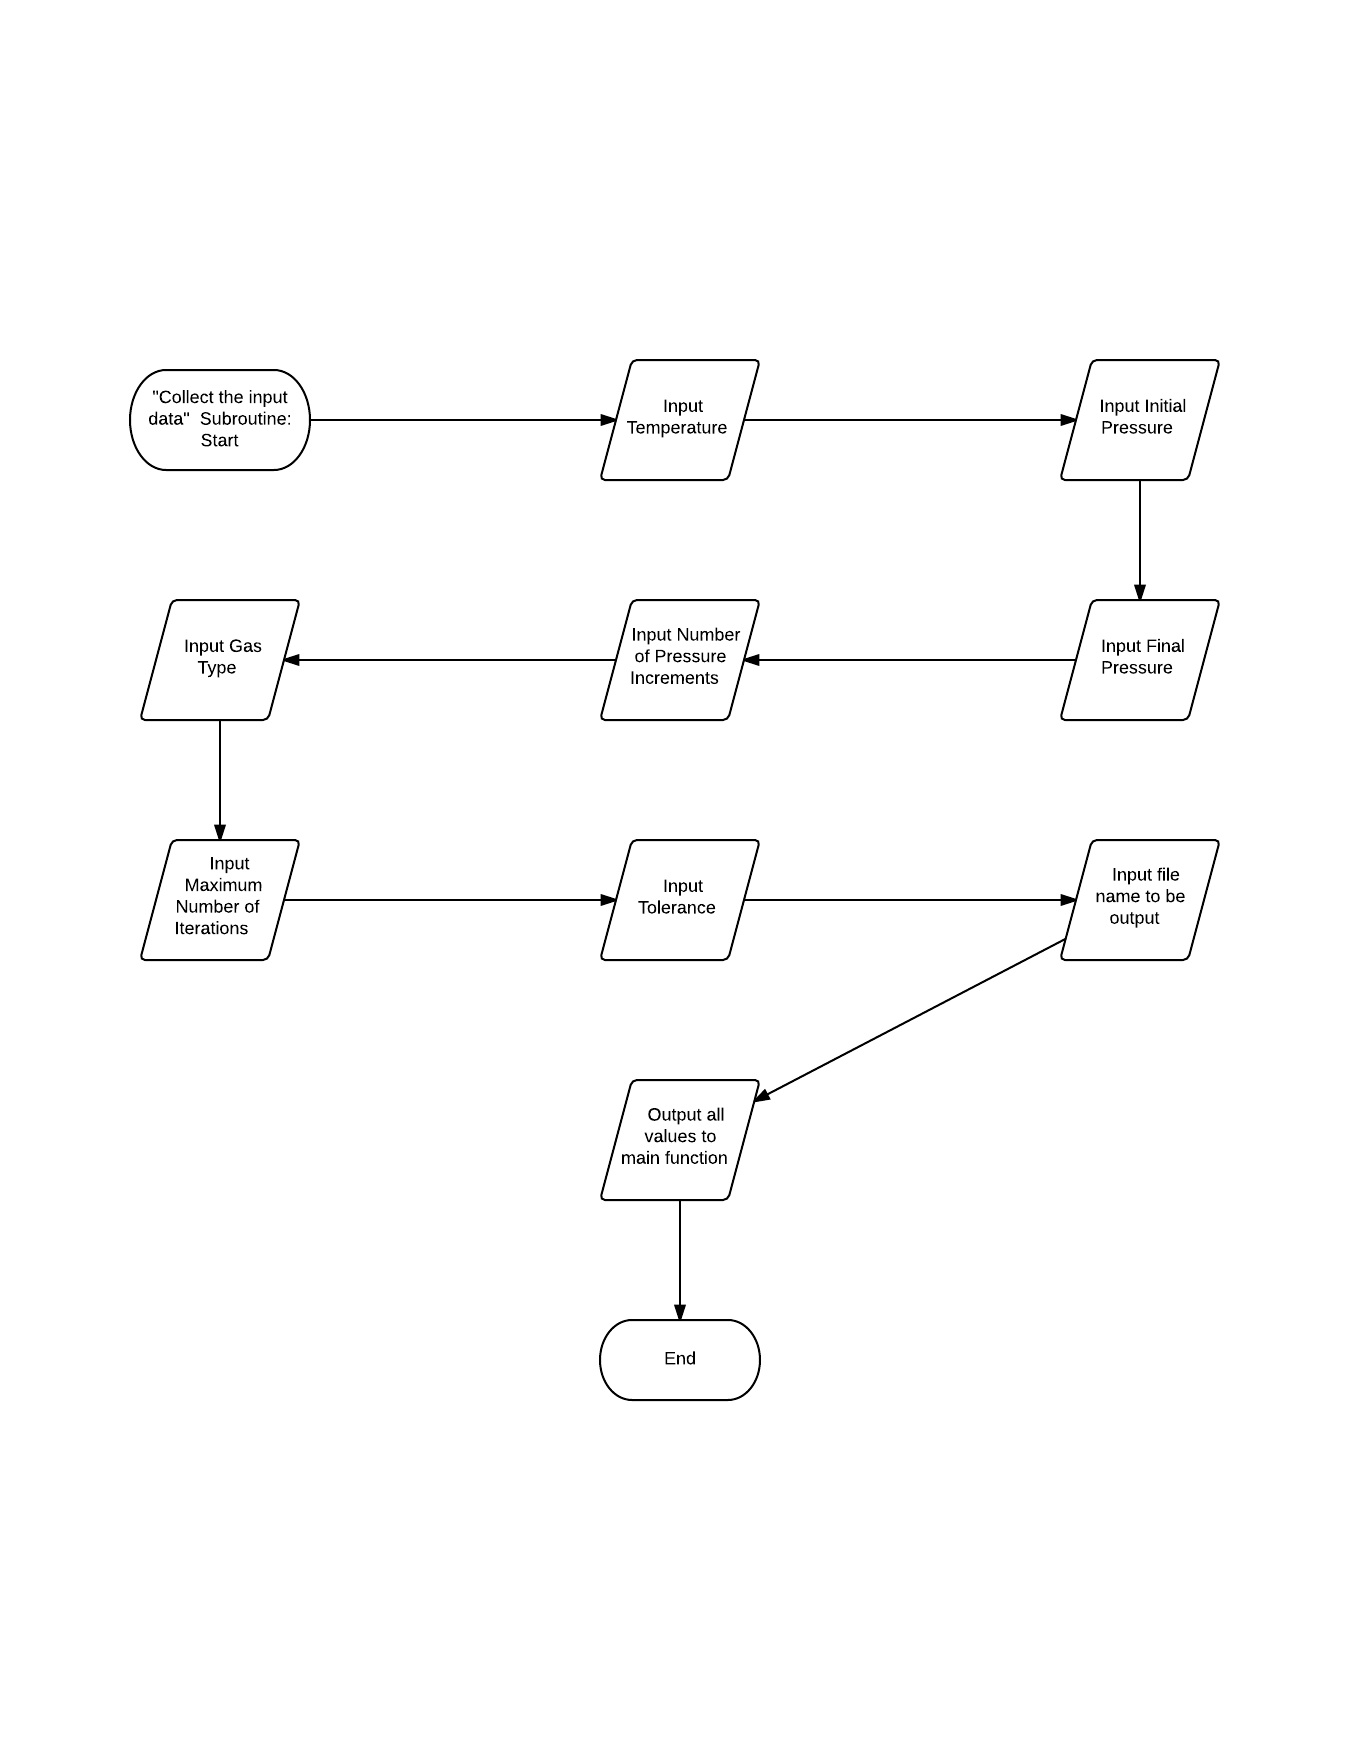 "Collect the input
data"  Subroutine:
Start
Input
Temperature
Input Initial
Pressure
Input Final
Pressure
Input Number
of Pressure
Increments
Input Gas
Type
Input
Maximum
Number of
Iterations
Input
Tolerance
Input file
name to be
output
Output all
values to
main function
End